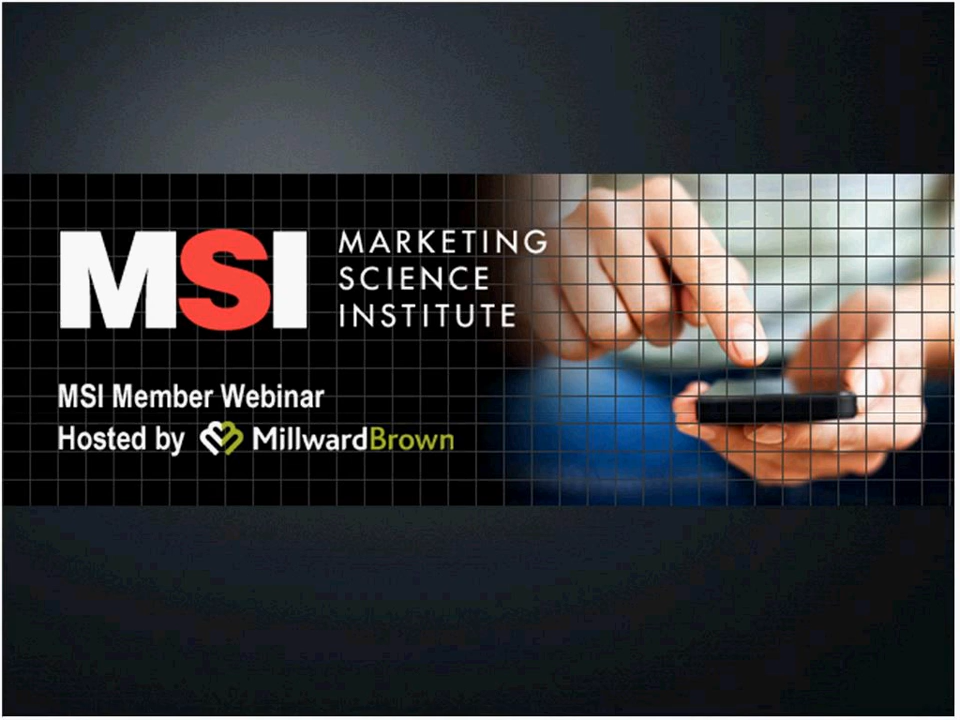 MSI
MARKETING
SCIENCE
INSTITUTE
MSI Member Webinar
Hosted by MillwardBrown